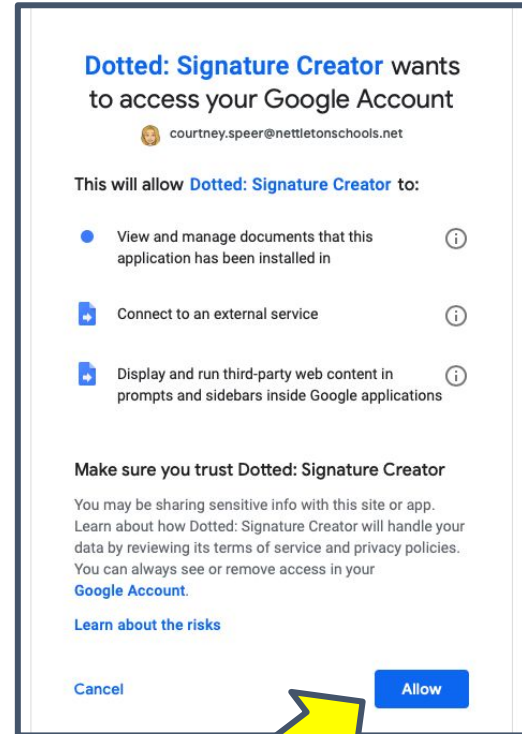 Dotted: Signature Creator wants
to access your Google Account
courtney.speer@nettletonschools.net
This will allow Dotted: Signature Creator to:
View and manage documents that this
application has been installed in
Connect to an external service
Display and run third-party web content in
prompts and sidebars inside Google applications
Make sure you trust Dotted: Signature Creator
You may be sharing sensitive info with this site or app.
Learn about how Dotted: Signature Creator will handle your
data by reviewing its terms of service and privacy policies.
You can always see or remove access in your
Google Account.
Learn about the risks
Cancel
Allow